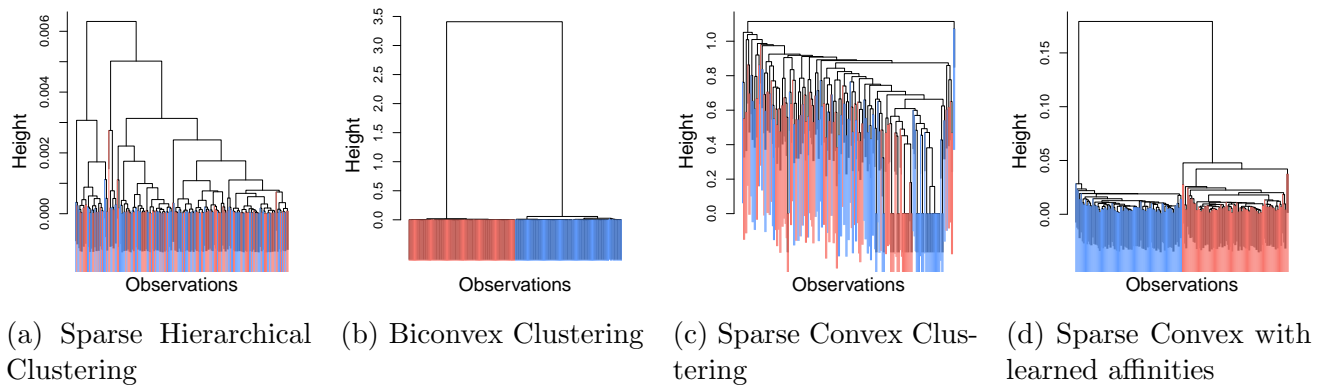 0.006
0.004
0.002
0.000
Height
Observations
3.5
3.0
2.5
2.0
1.5
1.0
0.5
0.0
Height
Observations
1.0
0.8
0.6
0.4
0.2
0.0
Height
Observations
0.15
0.10
0.05
0.00
Height
Observations
(a) Sparse Hierarchical
Clustering
(b) Biconvex Clustering
(c) Sparse Convex Clus-
tering
(d) Sparse Convex with
learned affinities